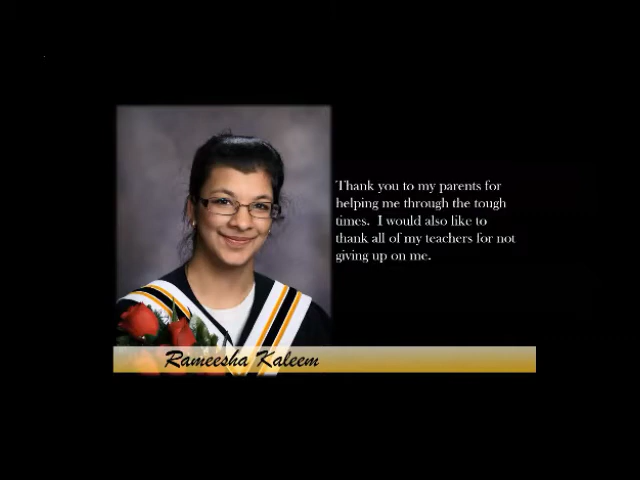 Thank you to my parents for
helping me through the tough
times.  I would also like to
thank all of my teachers for not
giving up on me.
Rameesha Kaleem